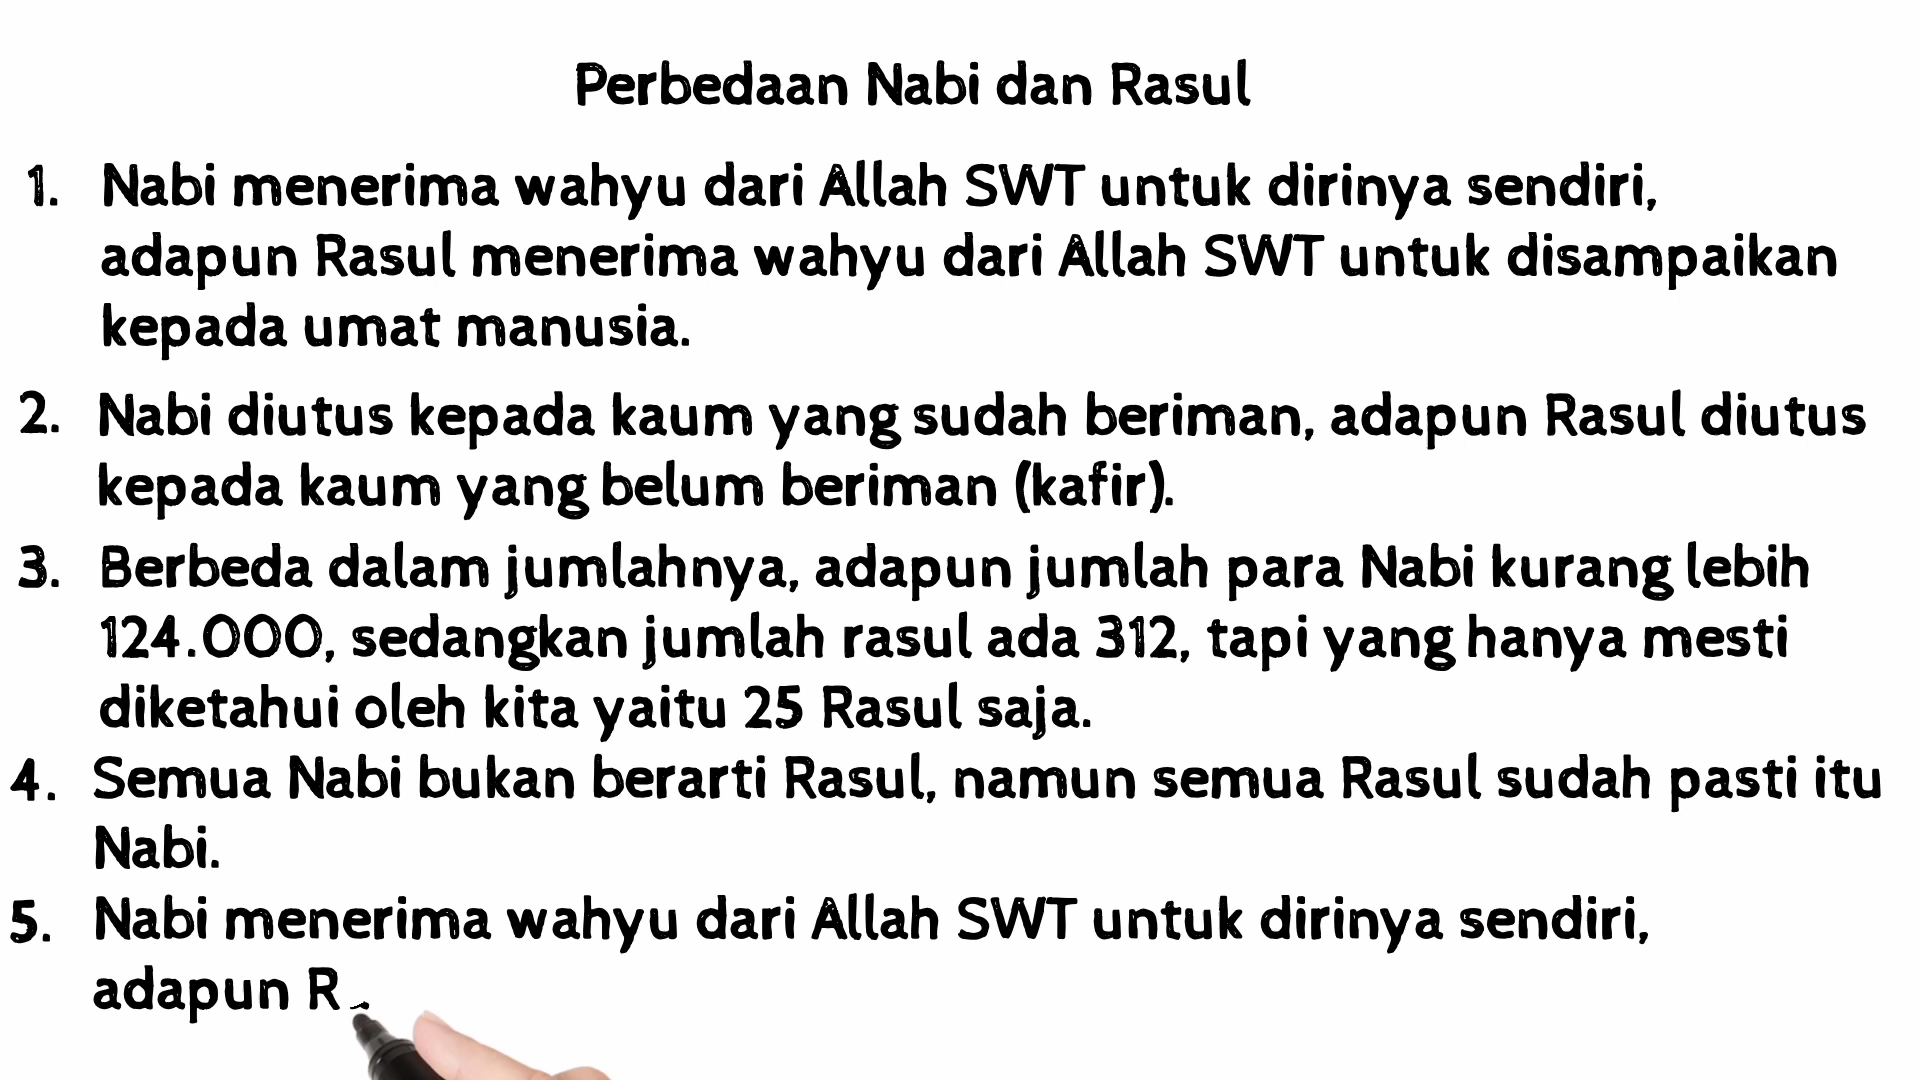 Perbedaan Nabi dan Rasul
1. Nabi menerima wahyu dari Allah SWT untuk dirinya sendiri,
adapun Rasul menerima wahyu dari Allah SWT untuk disampaikan
kepada umat manusia.
2. Nabi diutus kepada kaum yang sudah beriman, adapun Rasul diutus
kepada kaum yang belum beriman (kafir).
3. Berbeda dalam jumlahnya, adapun jumlah para Nabi kurang lebih
124.000, sedangkan jumlah rasul ada 312, tapi yang hanya mesti
diketahui oleh kita yaitu 25 Rasul saja.
4. Semua Nabi bukan berarti Rasul, namun semua Rasul sudah pasti itu
Nabi.
5. Nabi menerima wahyu dari Allah SWT untuk dirinya sendiri,
adapun R